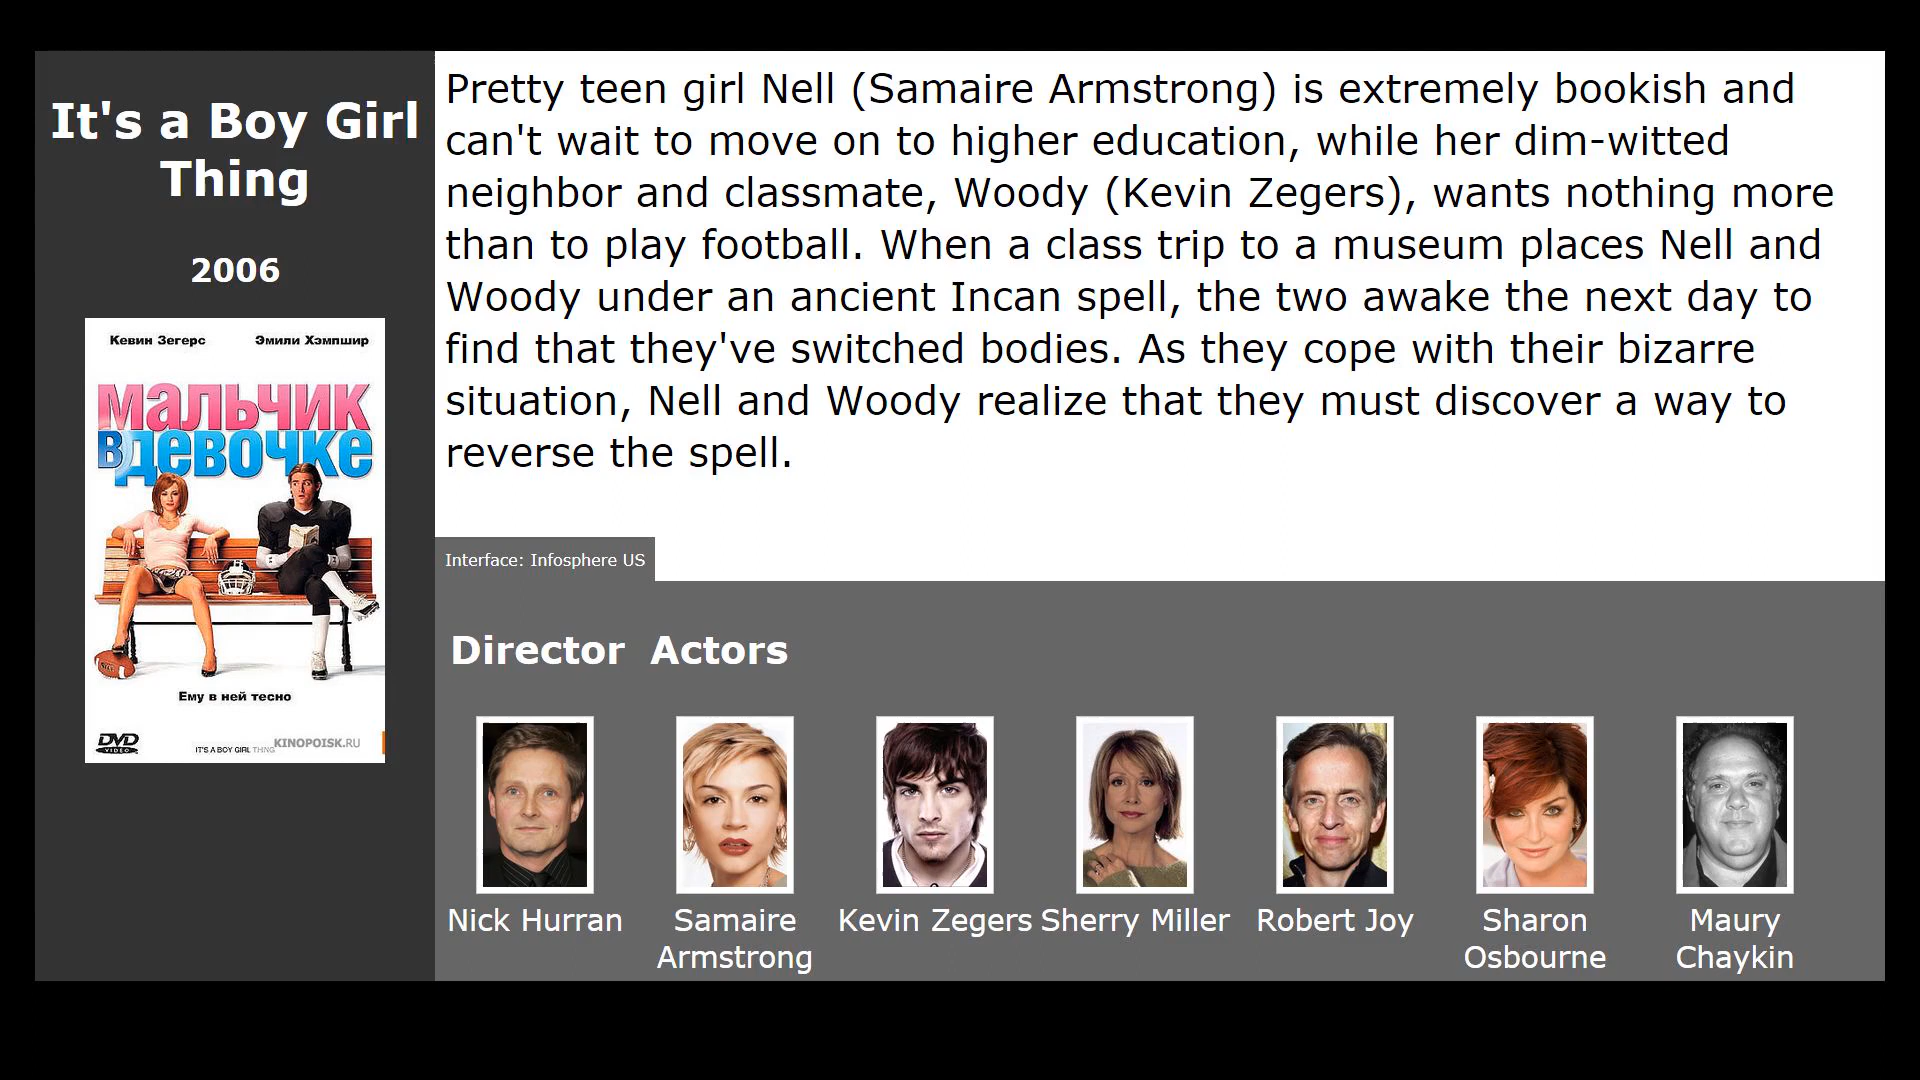 It's a Boy Girl
Thing
2006
Кевин Зегерс Эмили Хэмпшир
мальчик
в девочке
Ему в ней тесно
DVD
VIDEO
IT'S A BOY GIRL THING
KINOPOISK.RU
Pretty teen girl Nell (Samaire Armstrong) is extremely bookish and
can't wait to move on to higher education, while her dim-witted
neighbor and classmate, Woody (Kevin Zegers), wants nothing more
than to play football. When a class trip to a museum places Nell and
Woody under an ancient Incan spell, the two awake the next day to
find that they've switched bodies. As they cope with their bizarre
situation, Nell and Woody realize that they must discover a way to
reverse the spell.
Interface: Infosphere US
Director Actors
Nick Hurran
Samaire
Armstrong
Kevin Zegers
Sherry Miller
Robert Joy
Sharon
Osbourne
Maury
Chaykin